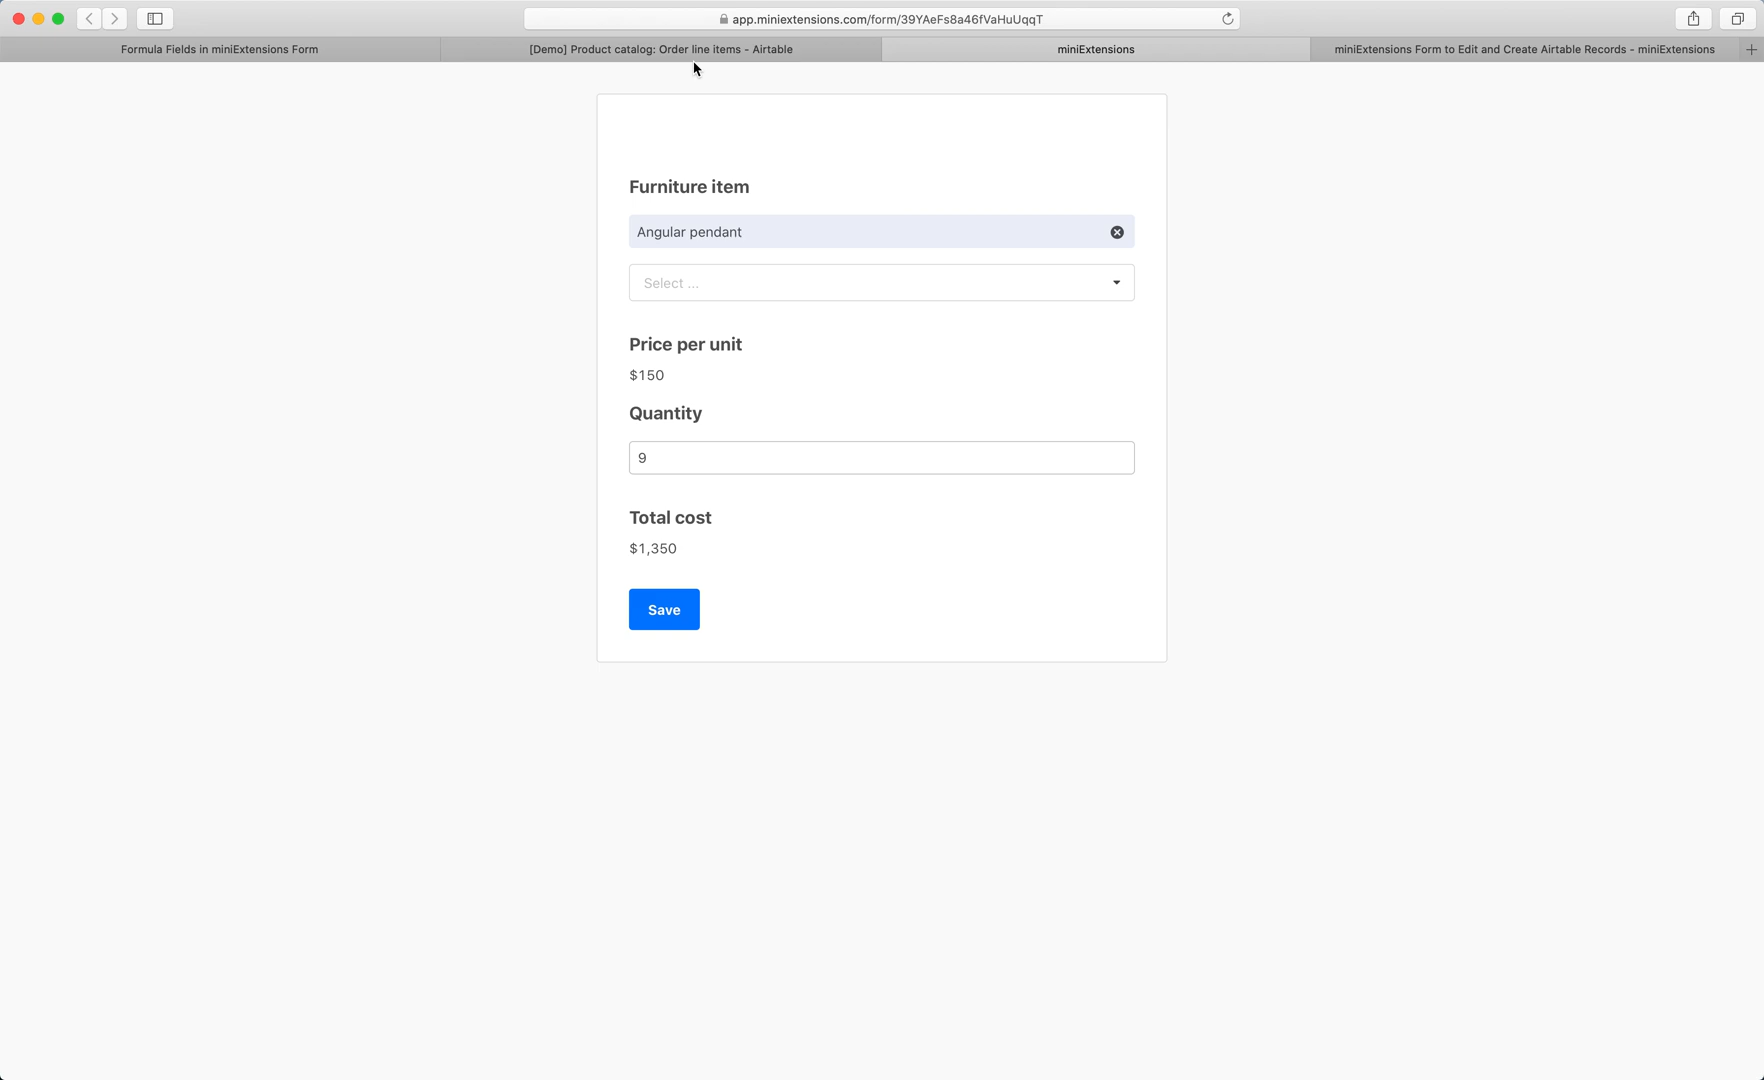 app.miniextensions.com/form/39YAeFs8a46fVaHuUqqT
Formula Fields in miniExtensions Form
[Demo] Product catalog: Order line items - Airtable
miniExtensions
miniExtensions Form to Edit and Create Airtable Records - miniExtensions
Furniture item
Angular pendant
Select ...
Price per unit
$150
Quantity
9
Total cost
$1,350
Save